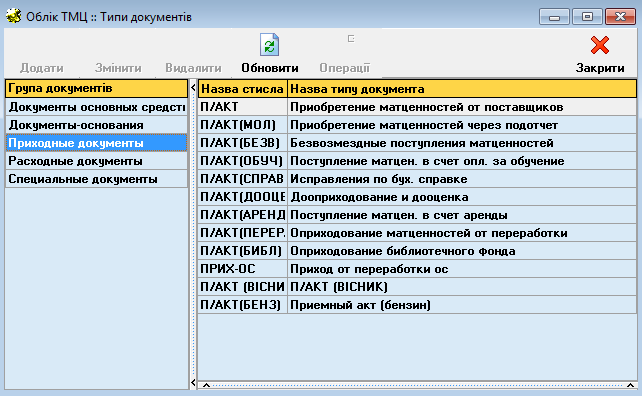 Облік ТМЦ :: Типи документів
Додати Змінити Видалити Обновити Операції Закрити
Група документів
Документы основных средст
Документы-основания
Приходные документы
Расходные документы
Специальные документы
Назва стисла Назва типу документа
П/АКТ Приобретение матценностей от поставщиков
П/АКТ(МОЛ) Приобретение матценностей через подотчет
П/АКТ(БЕЗВ) Безвозмездные поступления матценностей
П/АКТ(ОБУЧ) Поступление матцен. в счет опл. за обучение
П/АКТ(СПРАВ Исправления по бух. справке
П/АКТ(ДООЦЕ Дооприходование и дооценка
П/АКТ(АРЕНД Поступление матцен. в счет аренды
П/АКТ(ПЕРЕР. Оприходование матценностей от переработки
П/АКТ(БИБЛ) Оприходование библиотечного фонда
ПРИХ-ОС Приход от переработки ос
П/АКТ (ВІСНИ П/АКТ (ВІСНИК)
П/АКТ(БЕНЗ) Приемный акт (бензин)